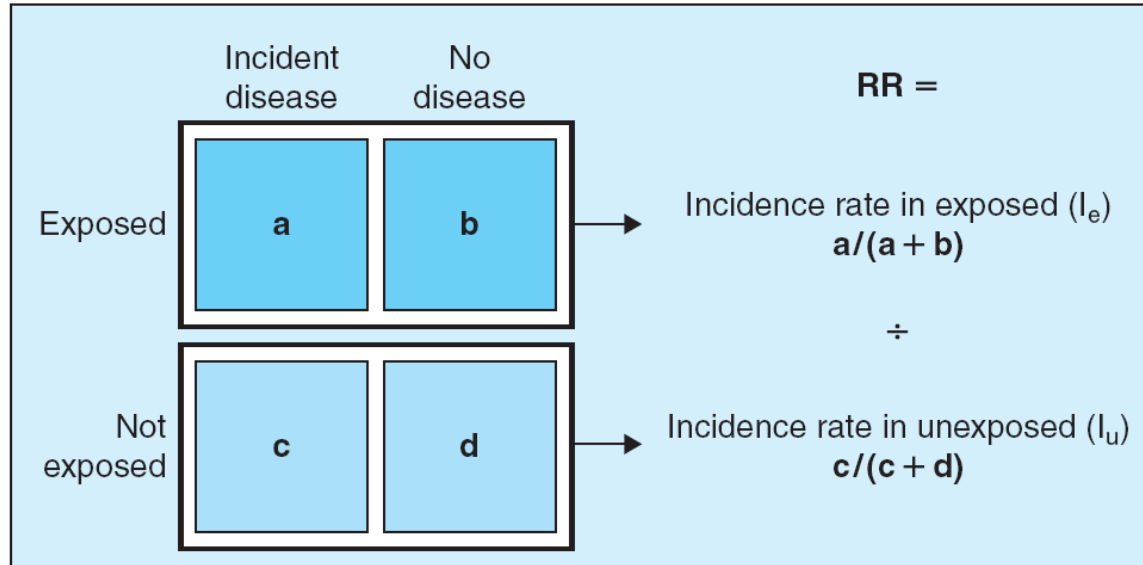 Incident
disease
No
disease
RR =
Exposed
a
b
Incidence rate in exposed (Iₑ)
a/(a + b)
÷
Not
exposed
c
d
Incidence rate in unexposed (Iᵤ)
c/(c + d)